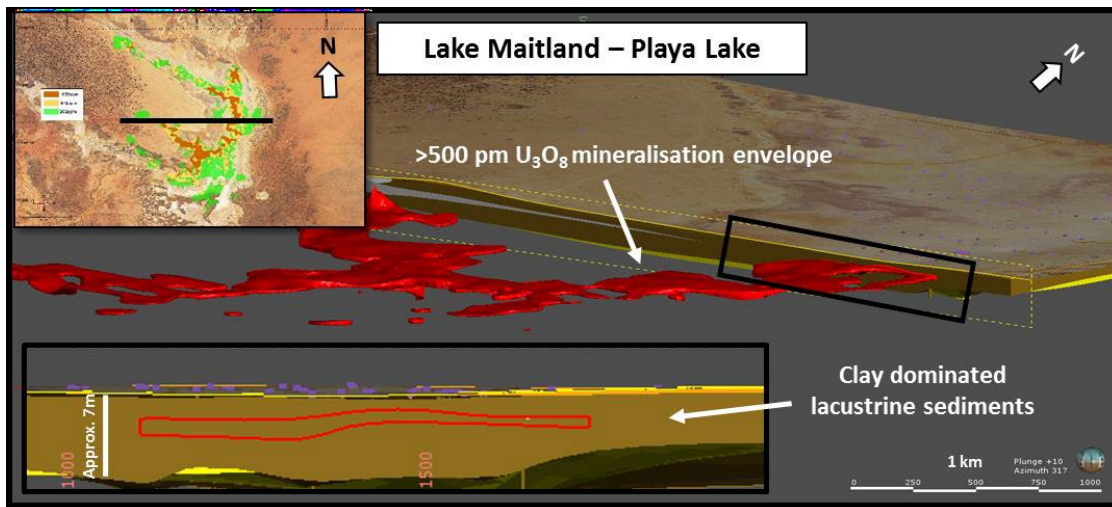 Lake Maitland – Playa Lake
N
N
>500 pm U₃O₈ mineralisation envelope
Clay dominated
lacustrine sediments
Approx. 7m
1000
1500
1 km
Plunge +10
Azimuth 317
0 250 500 750 1000